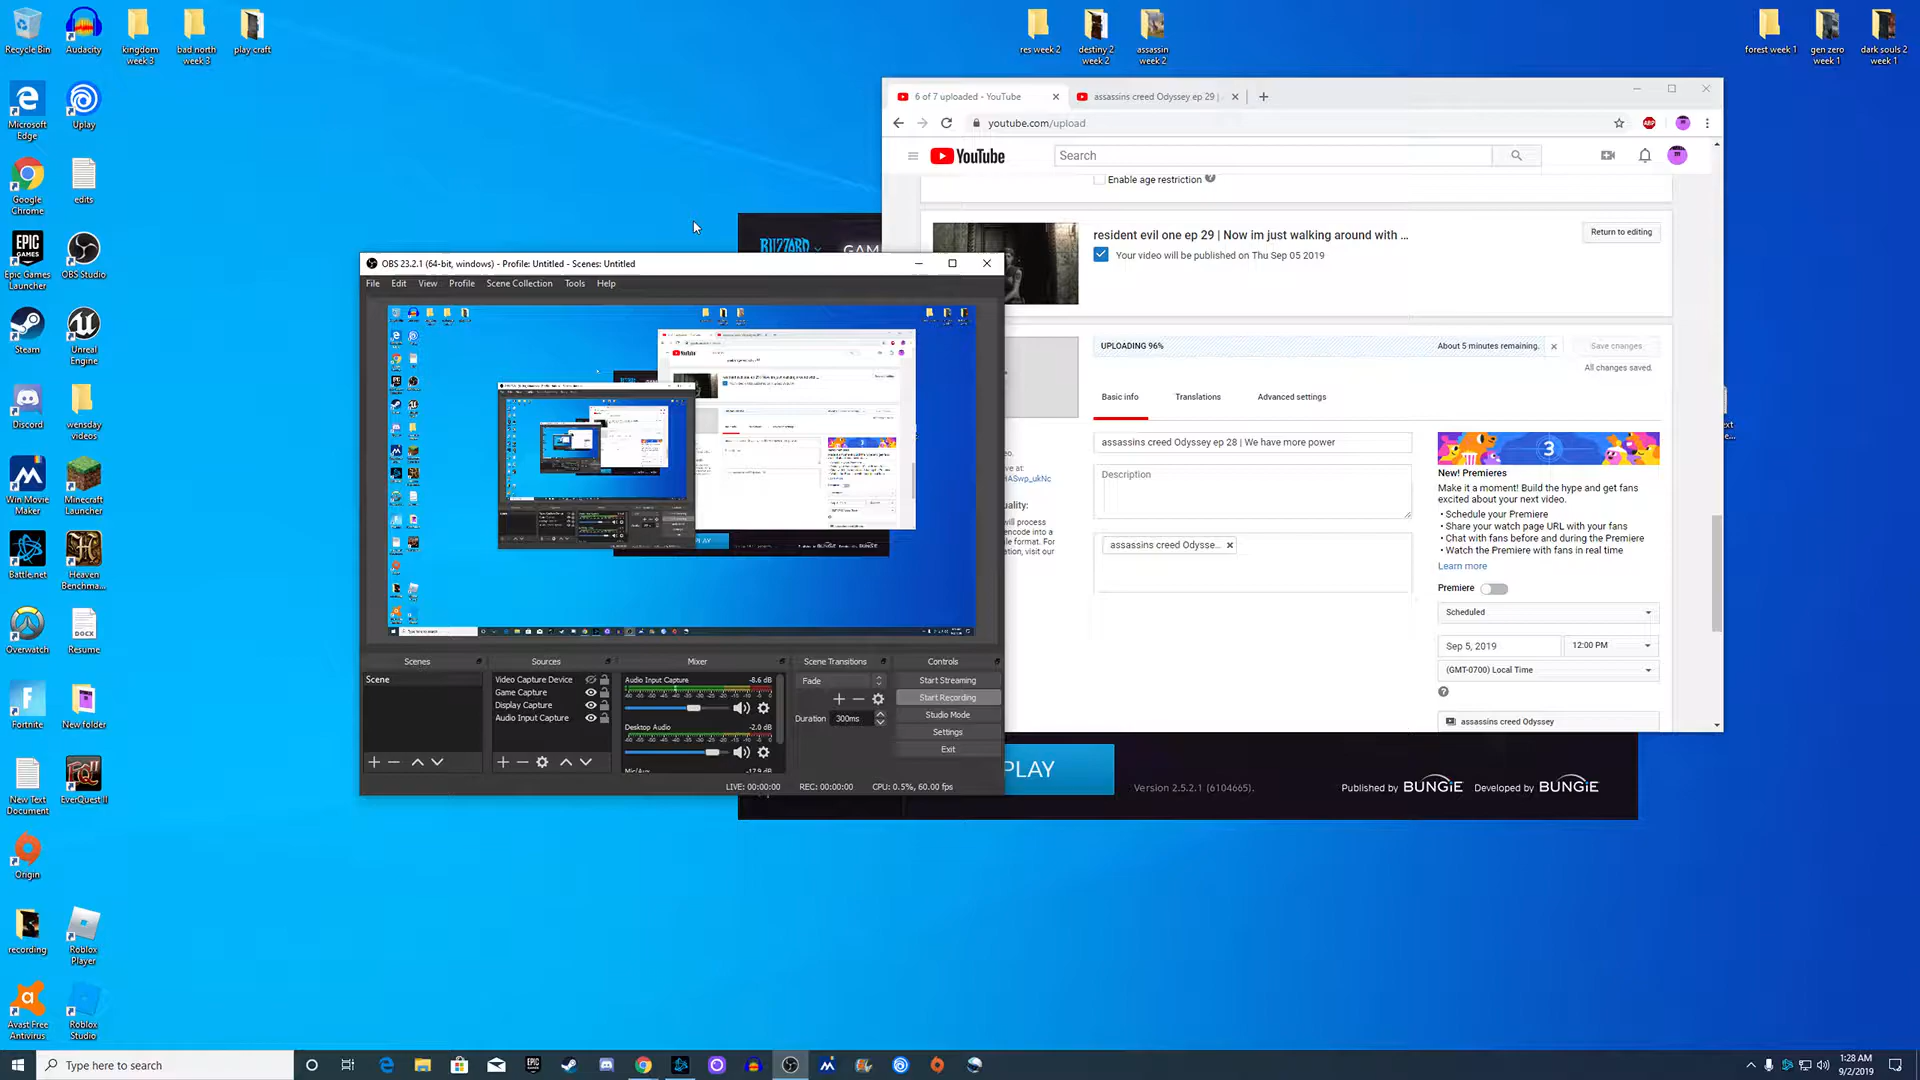 Recycle Bin
Audacity
kingdom week 3
bad north week 3
play craft
res week 2
destiny 2 week 2
assassin week 2
forest week 1
gen zero week 1
dark souls 2 week 1
Microsoft Edge
Uplay
Google Chrome
edits
Epic Games Launcher
OBS Studio
Steam
Unreal Engine
Discord
wensday videos
Win Movie Maker
Minecraft Launcher
Battle.net
Heaven Benchma...
Overwatch
Resume
Fortnite
New folder
New Text Document
EverQuest II
Origin
recording
Roblox Player
Avast Free Antivirus
Roblox Studio
6 of 7 uploaded - YouTube
assassins creed Odyssey ep 29 |
youtube.com/upload
YouTube
Search
Enable age restriction
resident evil one ep 29 | Now im just walking around with ...
Return to editing
Your video will be published on Thu Sep 05 2019
UPLOADING 96%
About 5 minutes remaining.
Save changes
All changes saved.
Basic info
Translations
Advanced settings
assassins creed Odyssey ep 28 | We have more power
Description
assassins creed Odysse...
3
New! Premieres
Make it a moment! Build the hype and get fans
excited about your next video.
• Schedule your Premiere
• Share your watch page URL with your fans
• Chat with fans before and during the Premiere
• Watch the Premiere with fans in real time
Learn more
Premiere
Scheduled
Sep 5, 2019
12:00 PM
(GMT-0700) Local Time
assassins creed Odyssey
BLIZZARD
GAM
OBS 23.2.1 (64-bit, windows) - Profile: Untitled - Scenes: Untitled
File Edit View Profile Scene Collection Tools Help
Scenes
Sources
Mixer
Scene Transitions
Controls
Scene
Video Capture Device
Game Capture
Display Capture
Audio Input Capture
Audio Input Capture
-8.6 dB
Desktop Audio
-2.0 dB
Fade
Duration 300ms
Start Streaming
Start Recording
Studio Mode
Settings
Exit
LIVE: 00:00:00
REC: 00:00:00
CPU: 0.5%, 60.00 fps
PLAY
Version 2.5.2.1 (6104665).
Published by BUNGiE
Developed by BUNGiE
Type here to search
1:28 AM
9/2/2019